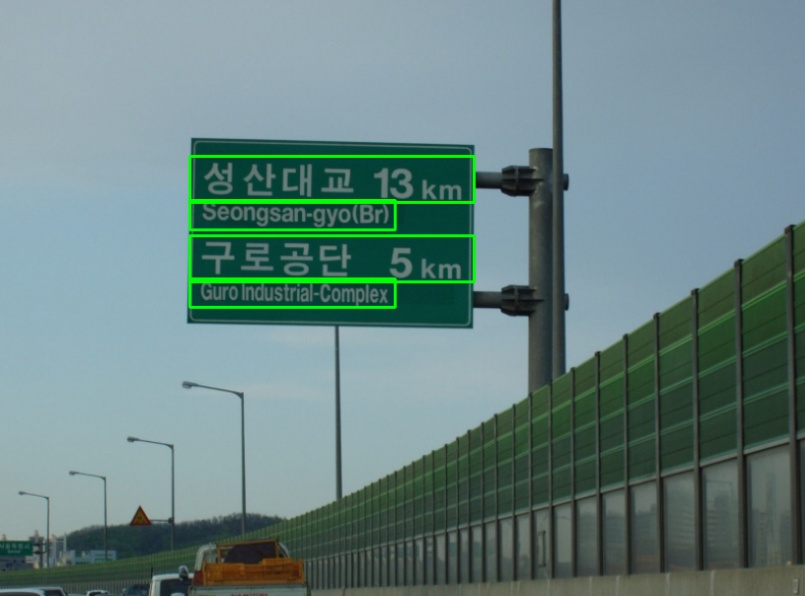 성산대교 13 km
Seongsan-gyo(Br)
구로공단 5 km
Guro Industrial-Complex